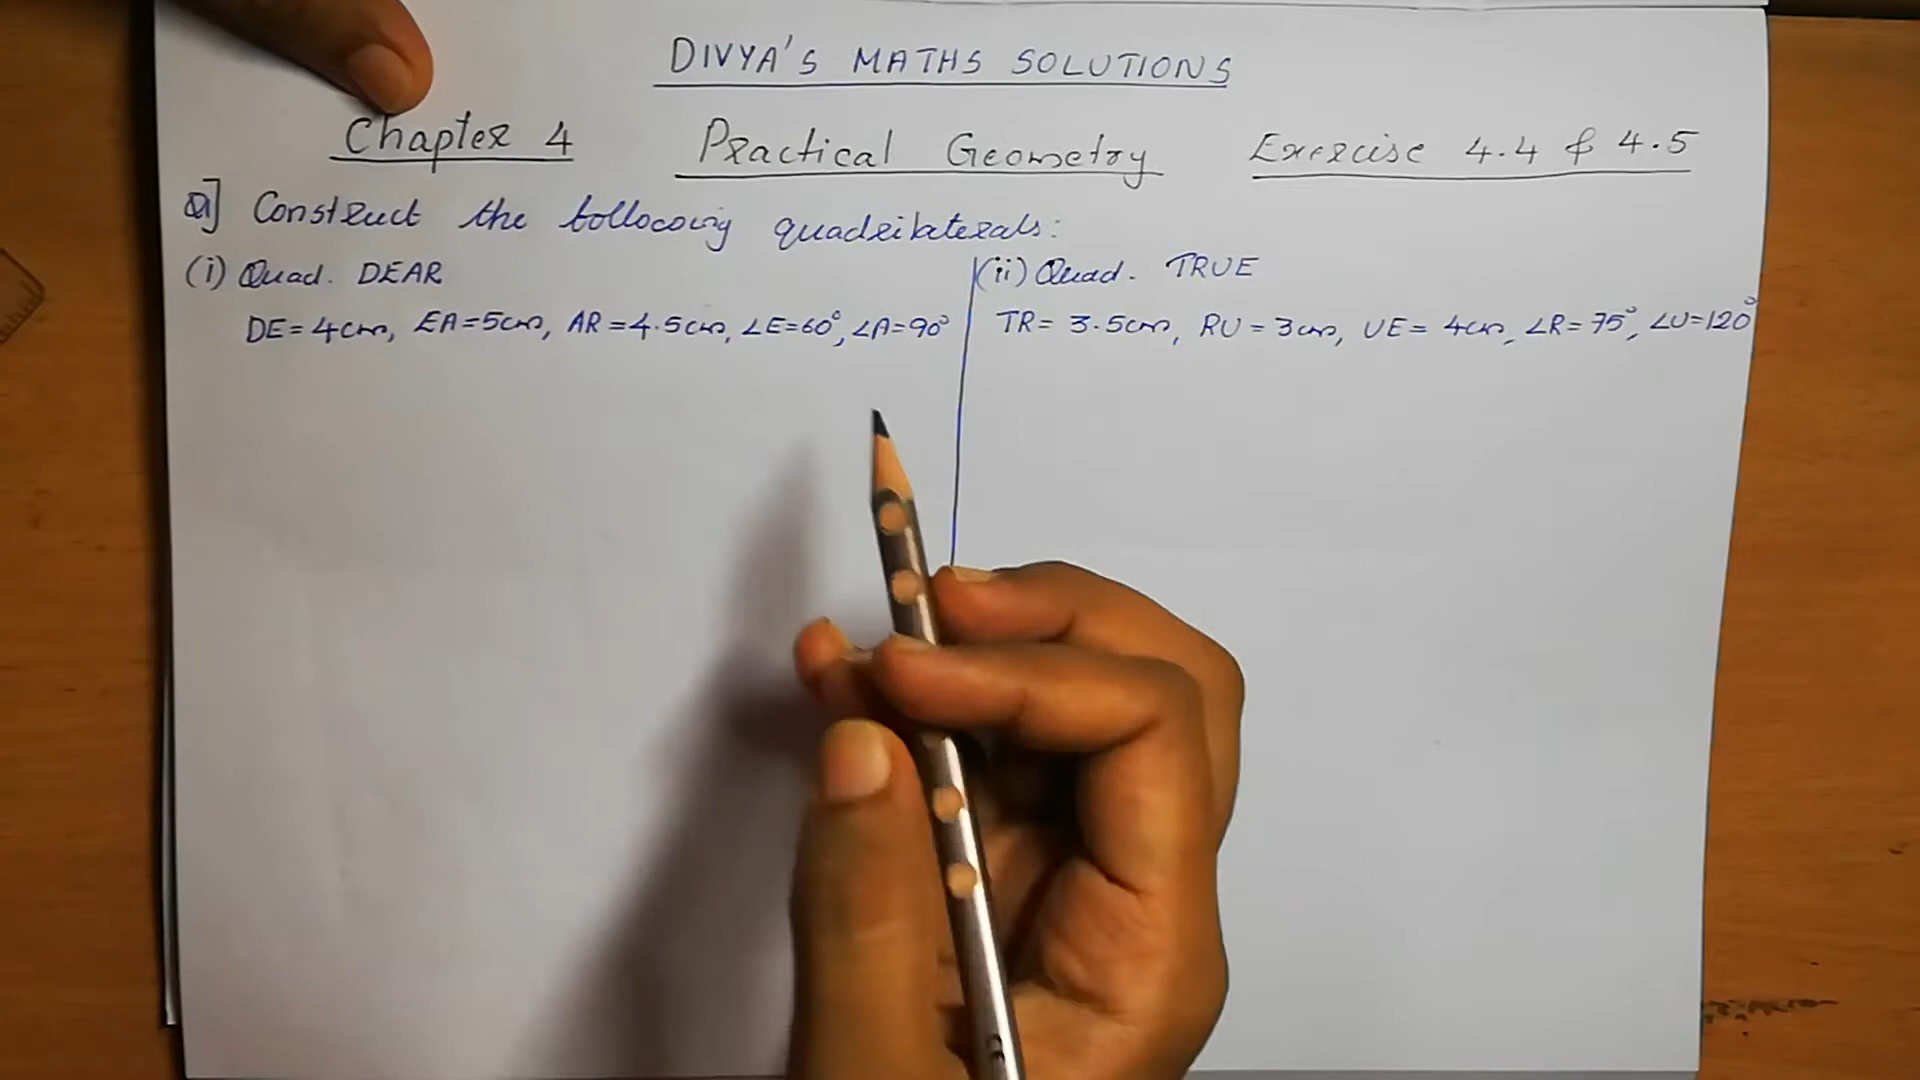 DIVYA'S MATHS SOLUTIONS
Chapter 4 Practical Geometry Exercise 4.4 & 4.5
Q] Construct the following quadrilaterals:
(i) Quad. DEAR
DE=4cm, EA=5cm, AR=4.5cm, ∠E=60°, ∠A=90°
(ii) Quad. TRUE
TR= 3.5cm, RU=3cm, UE= 4cm, ∠R=75°, ∠U=120°